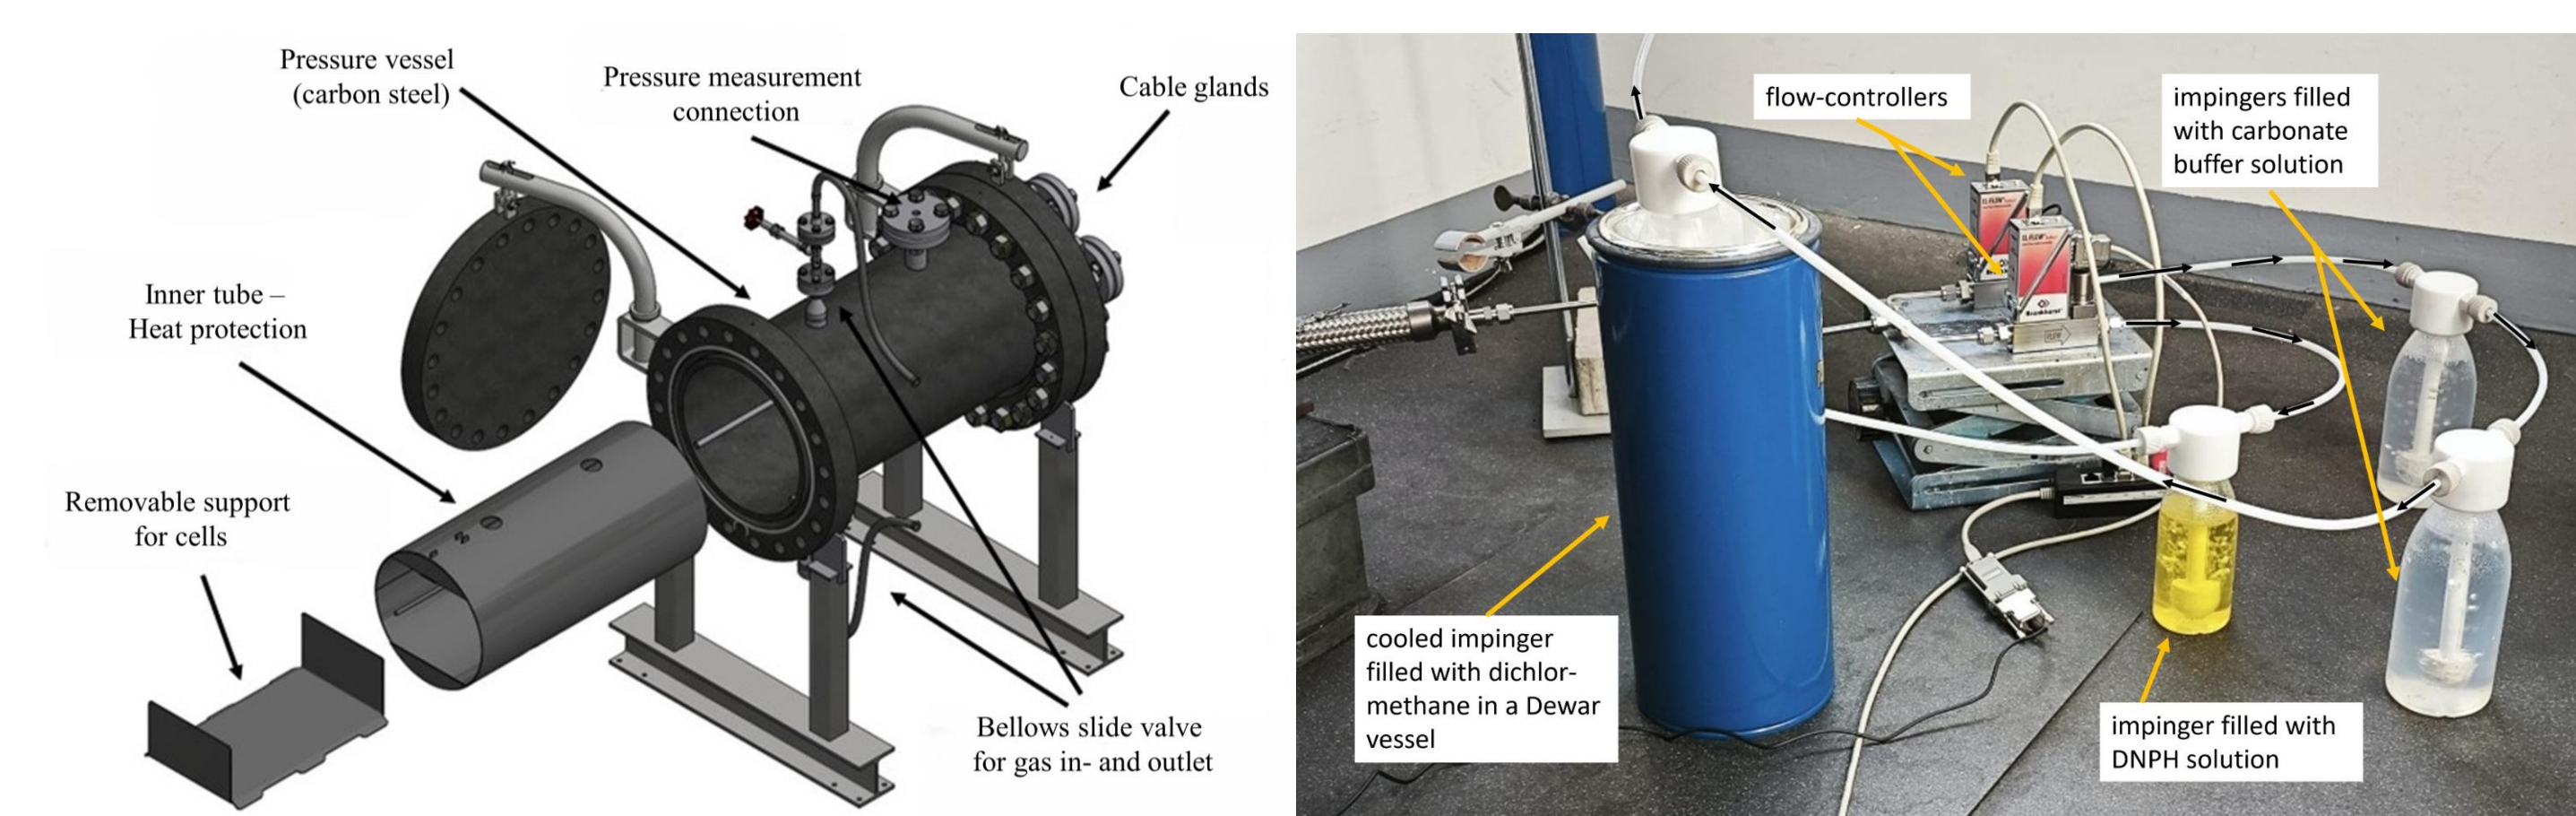 Pressure vessel
(carbon steel)
Pressure measurement
connection
Cable glands
Inner tube –
Heat protection
Removable support
for cells
Bellows slide valve
for gas in- and outlet
flow-controllers
impingers filled
with carbonate
buffer solution
cooled impinger
filled with dichlor-
methane in a Dewar
vessel
impinger filled with
DNPH solution
FLOW